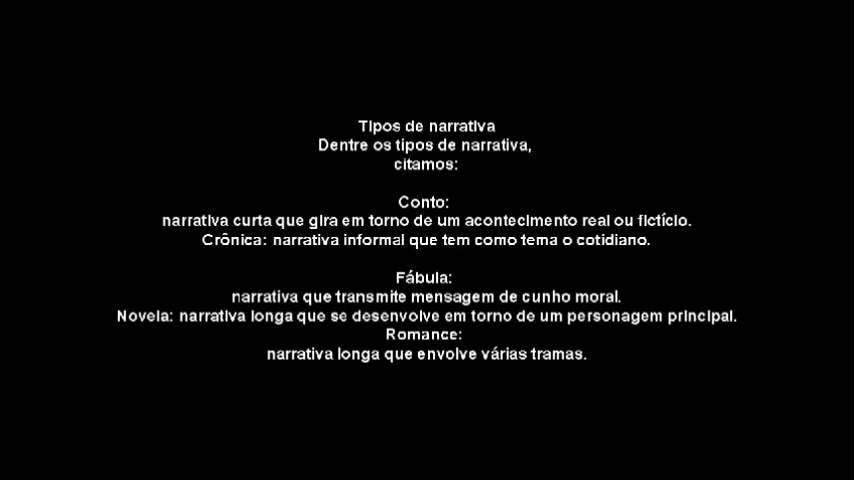 Tipos de narrativa
Dentre os tipos de narrativa,
citamos:
Conto:
narrativa curta que gira em torno de um acontecimento real ou fictício.
Crônica: narrativa informal que tem como tema o cotidiano.
Fábula:
narrativa que transmite mensagem de cunho moral.
Novela: narrativa longa que se desenvolve em torno de um personagem principal.
Romance:
narrativa longa que envolve várias tramas.